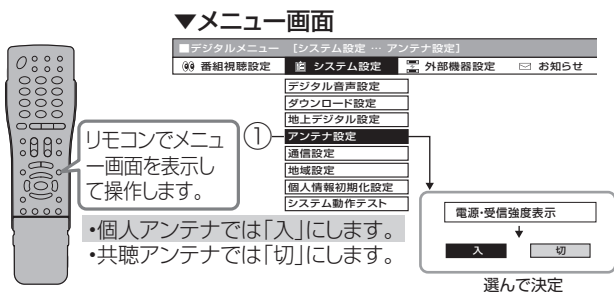 ▼メニュー画面
■デジタルメニュー [システム設定 … アンテナ設定]
番組視聴設定 システム設定 外部機器設定 お知らせ
デジタル音声設定
ダウンロード設定
地上デジタル設定
① アンテナ設定
通信設定
地域設定
個人情報初期化設定
システム動作テスト
リモコンでメニュ
ー画面を表示し
て操作します。
電源・受信強度表示
入 切
選んで決定
•個人アンテナでは「入」にします。
•共聴アンテナでは「切」にします。